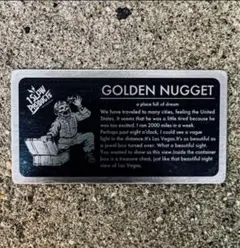 I SLOW
PRODUCTS
GOLDEN NUGGET
a place full of dream
We have traveled to many cities, feeling the United
States. It seems that he was a little tired because he
was too excited. I ran 2000 miles in a week.
Perhaps past eight o'clock, I could see a vague
light in the distance.It's Las Vegas.It's as beautiful as
a jewel box turned over. What a beautiful sight.
You wanted to show us this view.Inside the container
box is a treasure chest, just like that beautiful night
view of Las Vegas.